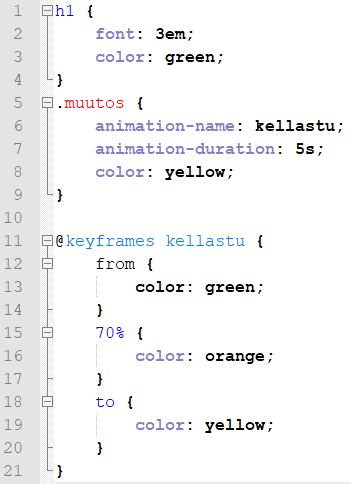 1 h1 {
2 font: 3em;
3 color: green;
4 }
5 .muutos {
6 animation-name: kellastu;
7 animation-duration: 5s;
8 color: yellow;
9 }
10
11 @keyframes kellastu {
12 from {
13 color: green;
14 }
15 70% {
16 color: orange;
17 }
18 to {
19 color: yellow;
20 }
21 }